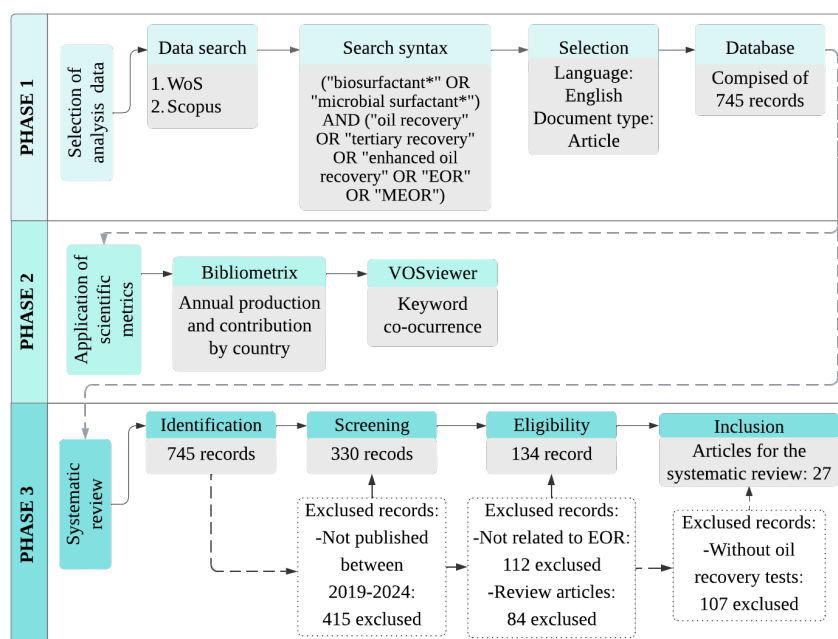 PHASE 1
Selection of
analysis data
Data search
1. WoS
2. Scopus
Search syntax
("biosurfactant*" OR
"microbial surfactant*")
AND ("oil recovery"
OR "tertiary recovery"
OR "enhanced oil
recovery" OR "EOR"
OR "MEOR")
Selection
Language:
English
Document type:
Article
Database
Compised of
745 records
PHASE 2
Application of
scientific
metrics
Bibliometrix
Annual production
and contribution
by country
VOSviewer
Keyword
co-ocurrence
PHASE 3
Systematic
review
Identification
745 records
Screening
330 recods
Eligibility
134 record
Inclusion
Articles for the
systematic review: 27
Exclused records:
-Not published
between
2019-2024:
415 exclused
Exclused records:
-Not related to EOR:
112 exclused
-Review articles:
84 exclused
Exclused records:
-Without oil
recovery tests:
107 exclused